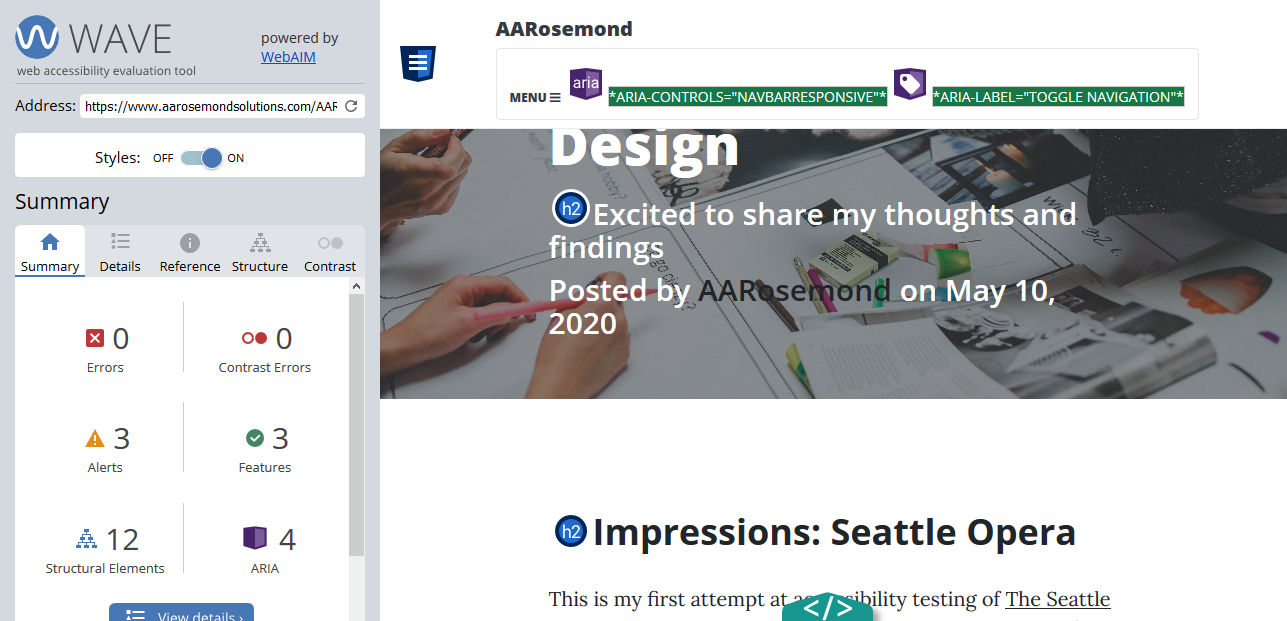 WAVE
web accessibility evaluation tool
powered by
WebAIM
Address: https://www.aarosemondsolutions.com/AAR
Styles: OFF ON
Summary
Summary Details Reference Structure Contrast
0
Errors
0
Contrast Errors
3
Alerts
3
Features
12
Structural Elements
4
ARIA
View details ›
AARosemond
MENU ☰ aria *ARIA-CONTROLS="NAVBARRESPONSIVE"* *ARIA-LABEL="TOGGLE NAVIGATION"*
Design
h2 Excited to share my thoughts and
findings
Posted by AARosemond on May 10,
2020
h2 Impressions: Seattle Opera
This is my first attempt at accessibility testing of The Seattle
</>